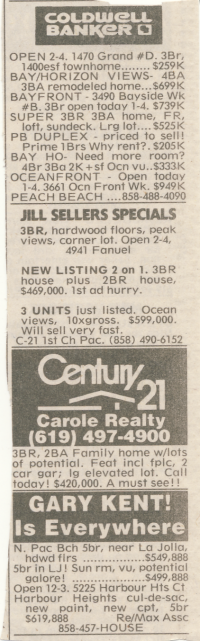 COLDWELL
BANKER
OPEN 2-4. 1470 Grand #D. 3Br,
1400est townhome........$259K
BAY/HORIZON VIEWS- 4BA
3BA remodeled home...$699K
BAYFRONT - 3490 Bayside Wk
#B. 3Br open today 1-4. $739K
SUPER 3BR 3BA home, FR,
loft, sundeck. Lrg lot....$525K
PB DUPLEX - priced to sell!
Prime 1Brs Why rent?. $205K
BAY HO- Need more room?
4Br 3Ba 2K+sf Ocn vu..$333K
OCEANFRONT - Open today
1-4. 3661 Ocn Front Wk. $949K
PEACH BEACH ....858-488-4090
JILL SELLERS SPECIALS
3BR, hardwood floors, peak
views, corner lot. Open 2-4,
4941 Fanuel
NEW LISTING 2 on 1. 3BR
house plus 2BR house,
$469,000. 1st ad hurry.
3 UNITS just listed. Ocean
views, 10xgross, $599,000.
Will sell very fast.
C-21 1st Ch Pac. (858) 490-6152
Century
21
Carole Realty
(619) 497-4900
3BR, 2BA Family home w/lots
of potential. Feat incl fplc, 2
car gar; lg elevated lot. Call
today! $420,000. A must see!!
GARY KENT!
Is Everywhere
N. Pac Bch 5br, near La Jolla,
hdwd firs ..................$549,888
5br in LJ! Sun rm, vu, potential
galore! ....................$499,888
Open 12-3. 5225 Harbour Hts Ct
Harbour Heights cul-de-sac,
new paint, new cpt, 5br
$619,888 Re/Max Assc
858-457-HOUSE